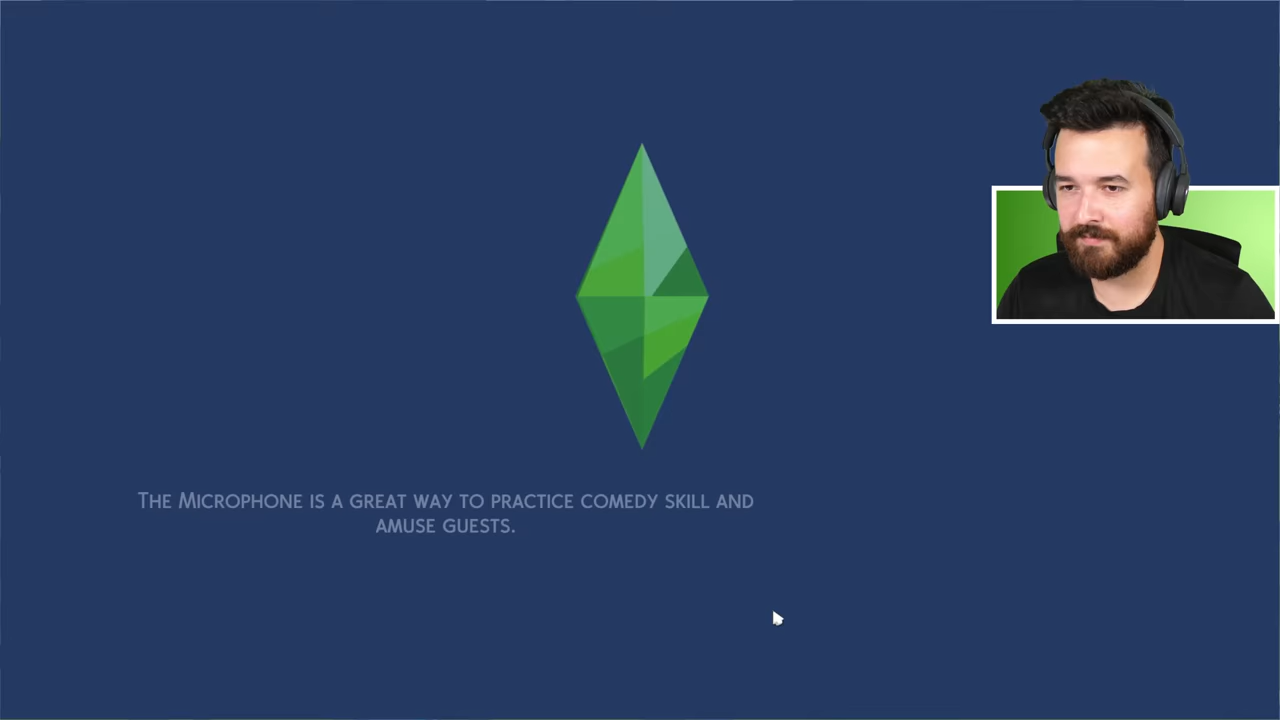 The Microphone is a great way to practice comedy skill and
amuse guests.